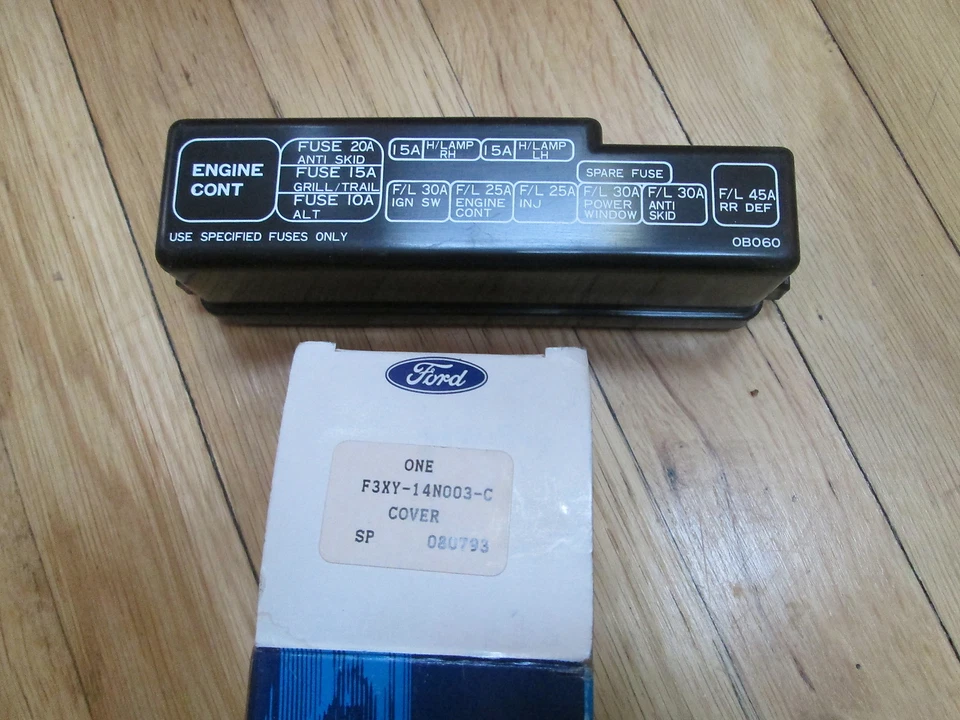 ENGINE
CONT
FUSE 20A
ANTI SKID
FUSE 15A
GRILL/TRAIL
FUSE 10A
ALT
15A H/LAMP
RH
15A H/LAMP
LH
SPARE FUSE
F/L 30A
IGN SW
F/L 25A
ENGINE
CONT
F/L 25A
INJ
F/L 30A
POWER
WINDOW
F/L 30A
ANTI
SKID
F/L 45A
RR DEF
USE SPECIFIED FUSES ONLY
0B060
Ford
ONE
F3XY-14N003-C
COVER
SP 080793